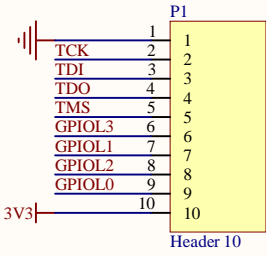 P1
1 1
TCK 2 2
TDI 3 3
TDO 4 4
TMS 5 5
GPIOL3 6 6
GPIOL1 7 7
GPIOL2 8 8
GPIOL0 9 9
3V3 10 10
Header 10